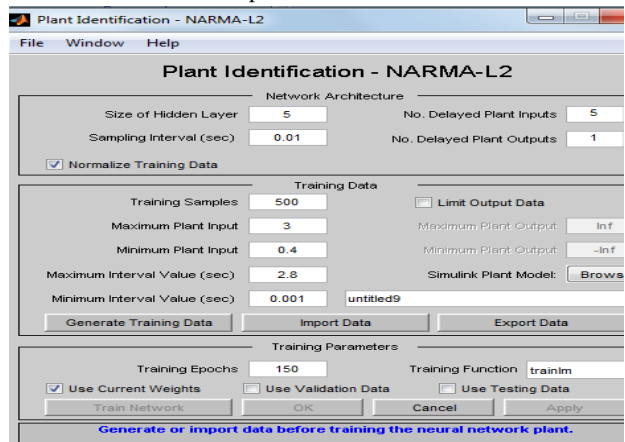 Plant Identification - NARMA-L2
File Window Help
Plant Identification - NARMA-L2
Network Architecture
Size of Hidden Layer 5 No. Delayed Plant Inputs 5
Sampling Interval (sec) 0.01 No. Delayed Plant Outputs 1
Normalize Training Data
Training Data
Training Samples 500 Limit Output Data
Maximum Plant Input 3 Maximum Plant Output Inf
Minimum Plant Input 0.4 Minimum Plant Output -Inf
Maximum Interval Value (sec) 2.8 Simulink Plant Model: Brows
Minimum Interval Value (sec) 0.001 untitled9
Generate Training Data Import Data Export Data
Training Parameters
Training Epochs 150 Training Function trainlm
Use Current Weights Use Validation Data Use Testing Data
Train Network OK Cancel Apply
Generate or import data before training the neural network plant.